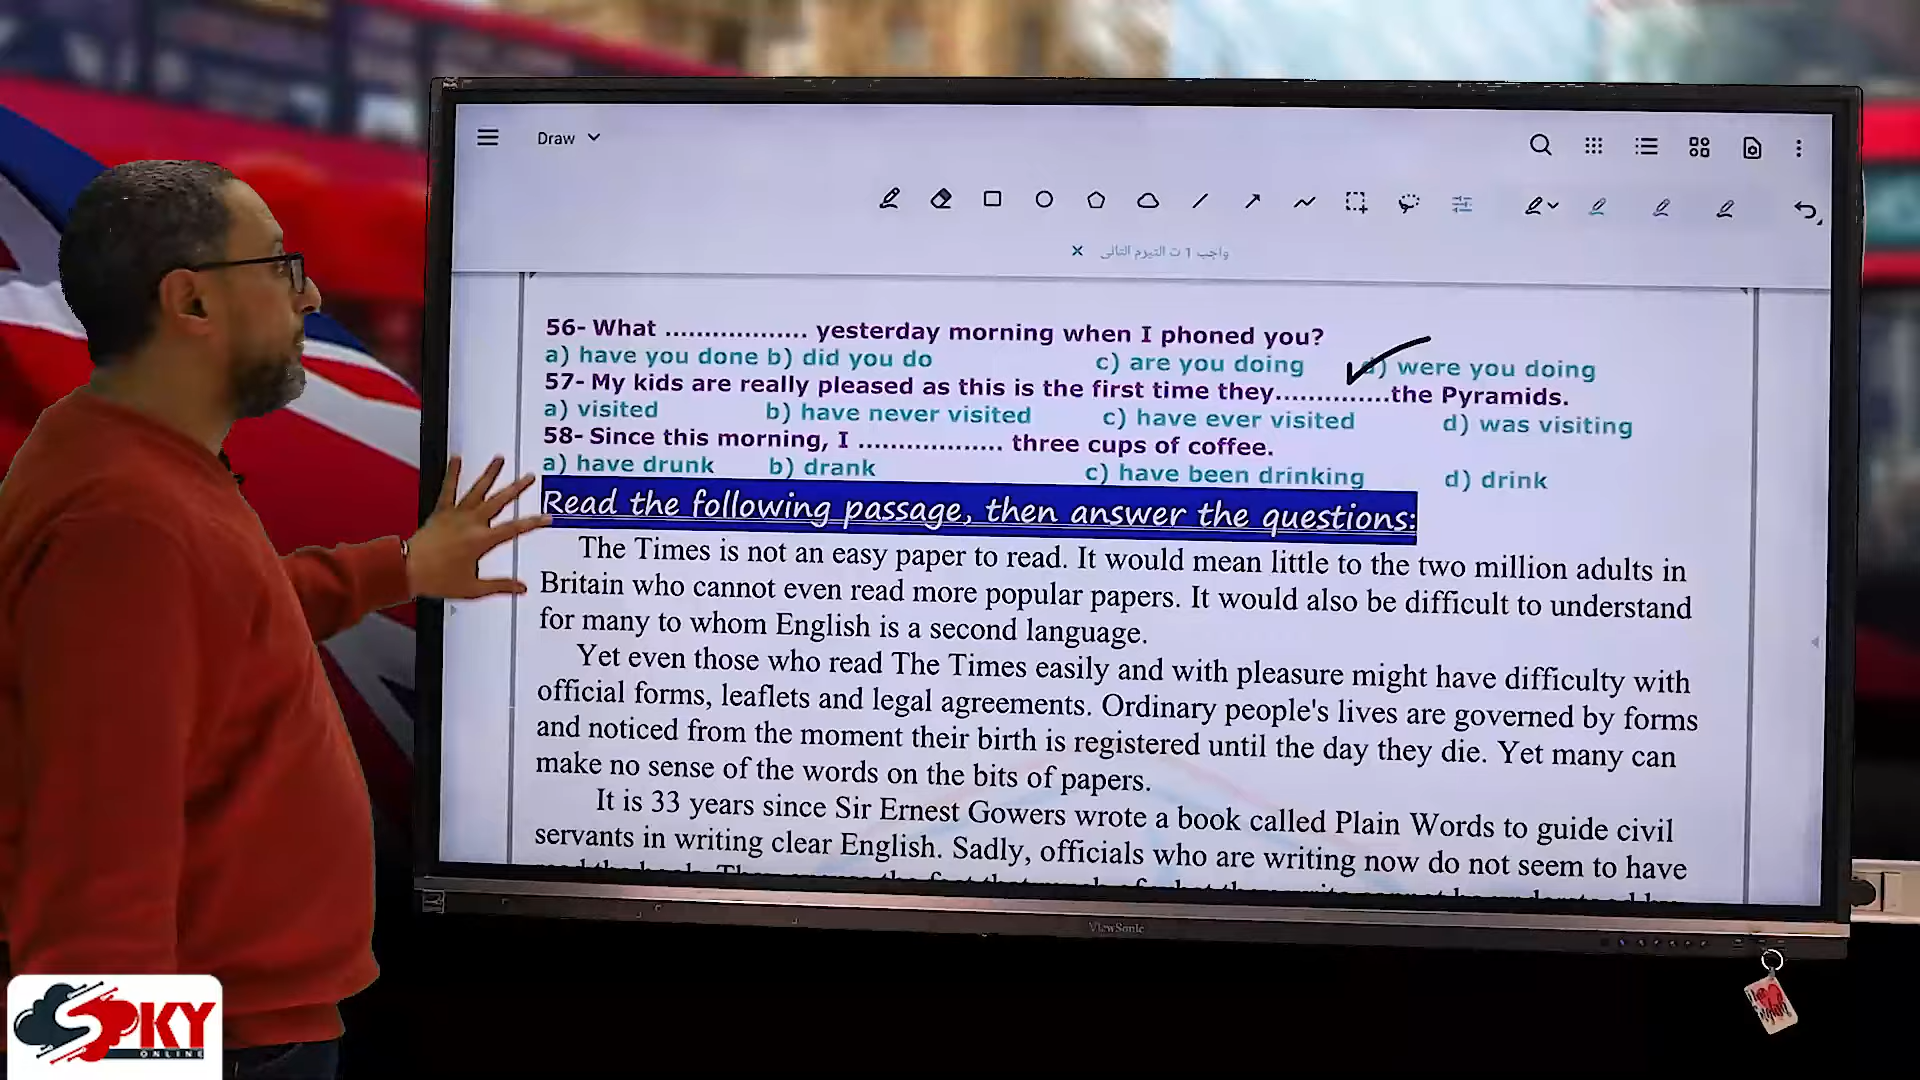 Draw
واجب 1 ت التيرم التالى
56- What .................. yesterday morning when I phoned you?
a) have you done b) did you do c) are you doing d) were you doing
57- My kids are really pleased as this is the first time they..............the Pyramids.
a) visited b) have never visited c) have ever visited d) was visiting
58- Since this morning, I .................. three cups of coffee.
a) have drunk b) drank c) have been drinking d) drink
Read the following passage, then answer the questions:
The Times is not an easy paper to read. It would mean little to the two million adults in
Britain who cannot even read more popular papers. It would also be difficult to understand
for many to whom English is a second language.
Yet even those who read The Times easily and with pleasure might have difficulty with
official forms, leaflets and legal agreements. Ordinary people's lives are governed by forms
and noticed from the moment their birth is registered until the day they die. Yet many can
make no sense of the words on the bits of papers.
It is 33 years since Sir Ernest Gowers wrote a book called Plain Words to guide civil
servants in writing clear English. Sadly, officials who are writing now do not seem to have
ViewSonic
SPKY
ONLINE